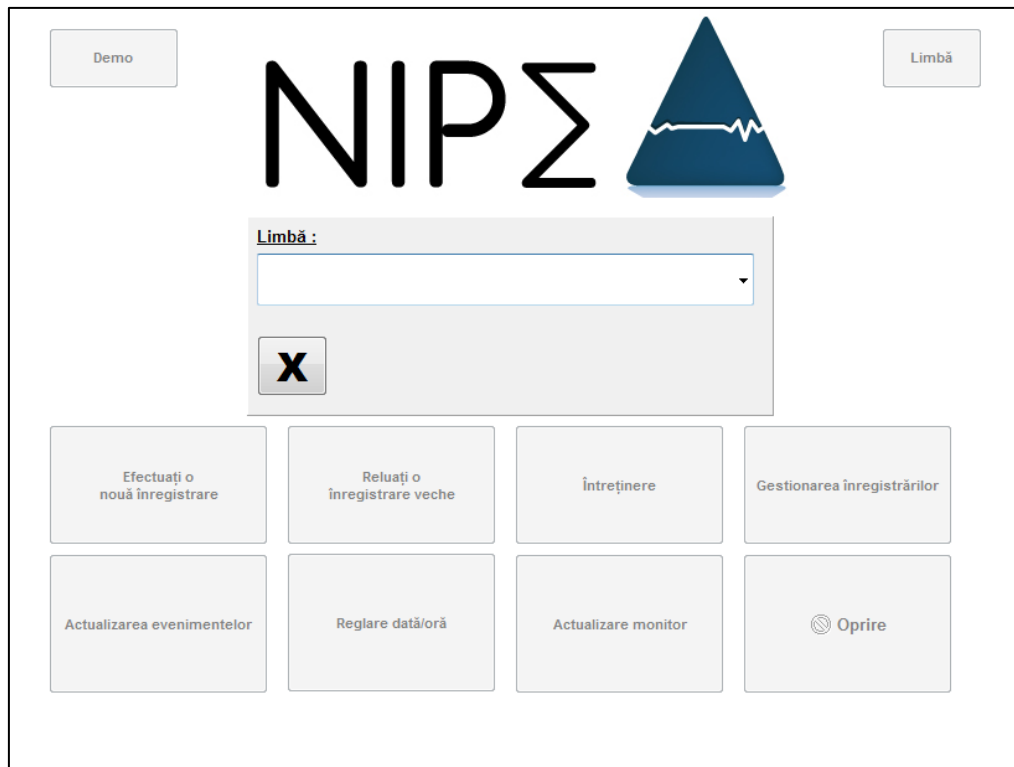 Demo
NIPΣ
Limbă
Limbă :
X
Efectuați o
nouă înregistrare
Reluați o
înregistrare veche
Întreținere
Gestionarea înregistrărilor
Actualizarea evenimentelor
Reglare dată/oră
Actualizare monitor
Oprire